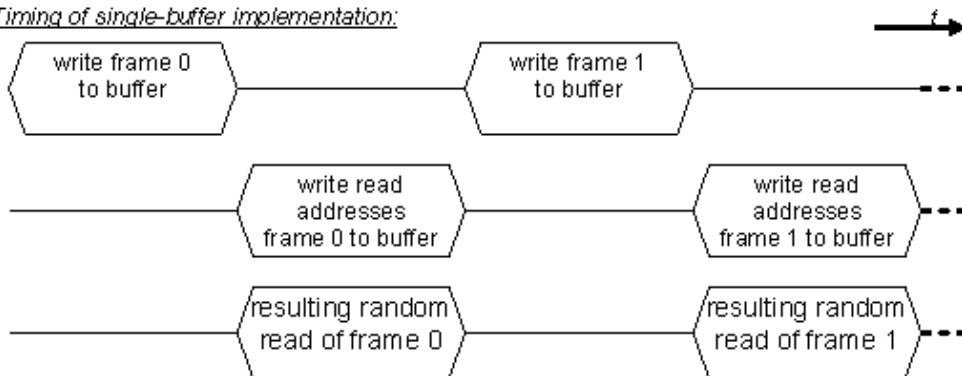 Timing of single-buffer implementation:
t
write frame 0
to buffer
write frame 1
to buffer
write read
addresses
frame 0 to buffer
write read
addresses
frame 1 to buffer
resulting random
read of frame 0
resulting random
read of frame 1